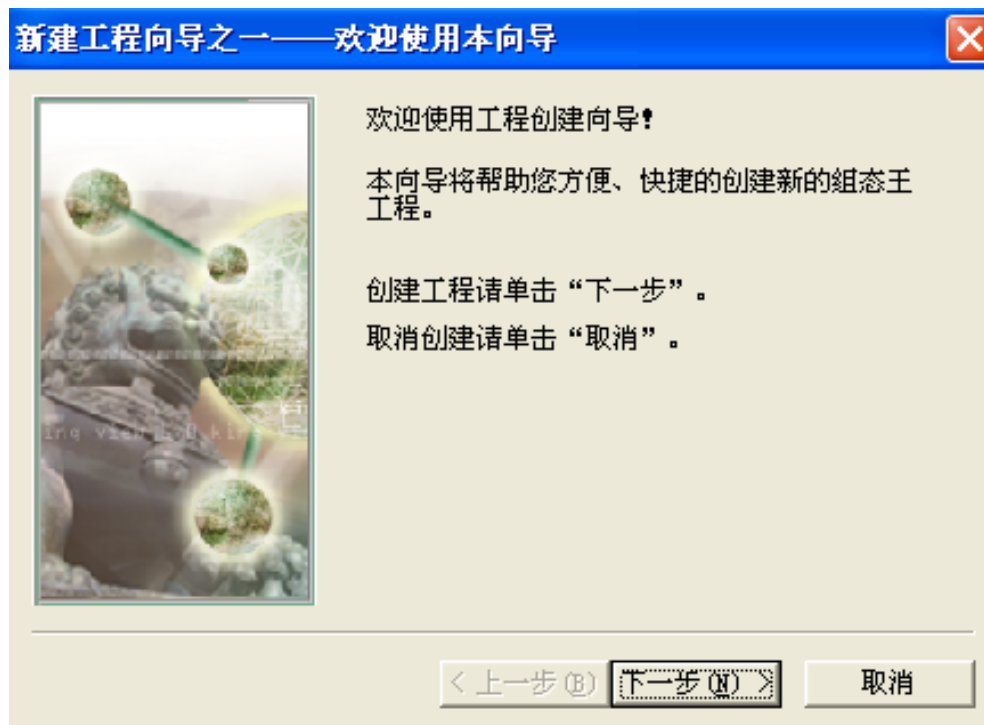 新建工程向导之一——欢迎使用本向导
欢迎使用工程创建向导!
本向导将帮助您方便、快捷的创建新的组态王
工程。
创建工程请单击“下一步”。
取消创建请单击“取消”。
< 上一步(B)
下一步(N) >
取消